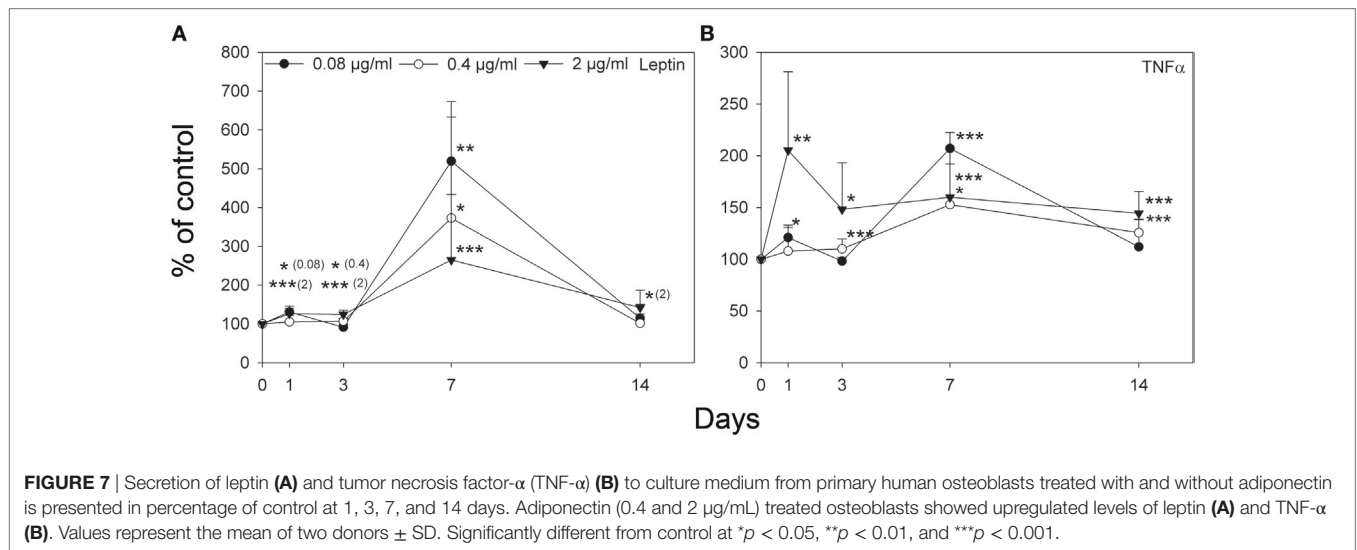 A
800
700
600
500
400
300
200
100
0
% of control
0.08 µg/ml 0.4 µg/ml 2 µg/ml Leptin
* (0.08) * (0.4)
***(2) *** (2)
**
*
***
*(2)
0 1 3 7 14
B
300
250
200
150
100
50
0
TNFα
**
*
*
***
***
***
*
***
***
0 1 3 7 14
Days
FIGURE 7 | Secretion of leptin (A) and tumor necrosis factor-α (TNF-α) (B) to culture medium from primary human osteoblasts treated with and without adiponectin
is presented in percentage of control at 1, 3, 7, and 14 days. Adiponectin (0.4 and 2 µg/mL) treated osteoblasts showed upregulated levels of leptin (A) and TNF-α
(B). Values represent the mean of two donors ± SD. Significantly different from control at *p < 0.05, **p < 0.01, and ***p < 0.001.